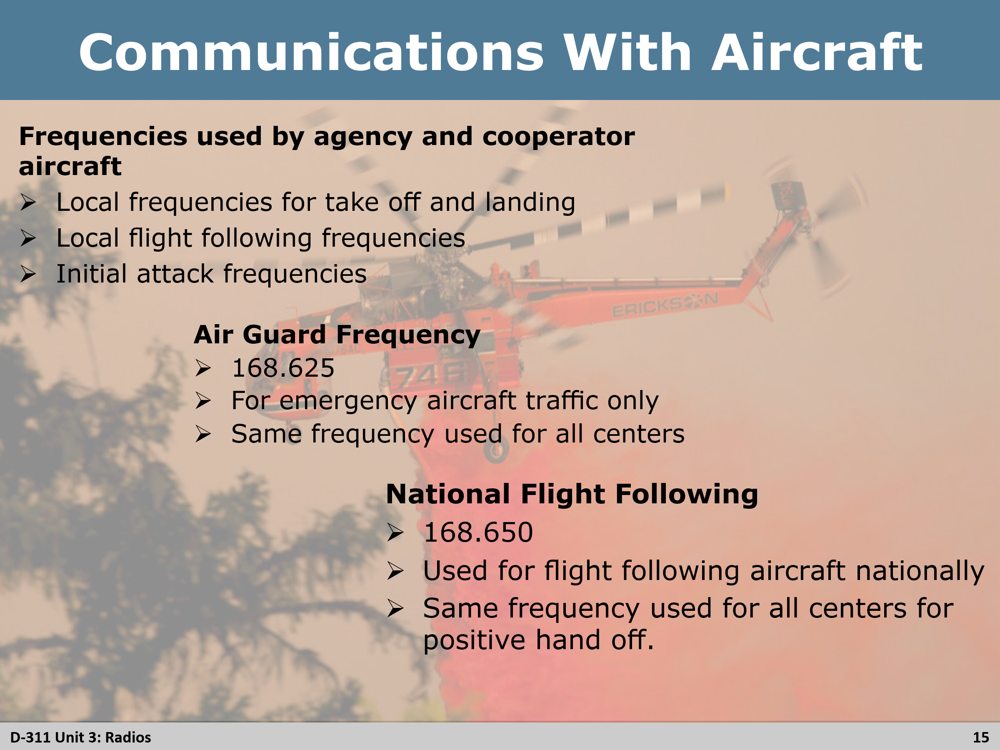 Communications With Aircraft
Frequencies used by agency and cooperator
aircraft
➢ Local frequencies for take off and landing
➢ Local flight following frequencies
➢ Initial attack frequencies
ERICKSON
Air Guard Frequency
➢ 168.625
746
➢ For emergency aircraft traffic only
➢ Same frequency used for all centers
National Flight Following
➢ 168.650
➢ Used for flight following aircraft nationally
➢ Same frequency used for all centers for
positive hand off.
D-311 Unit 3: Radios
15